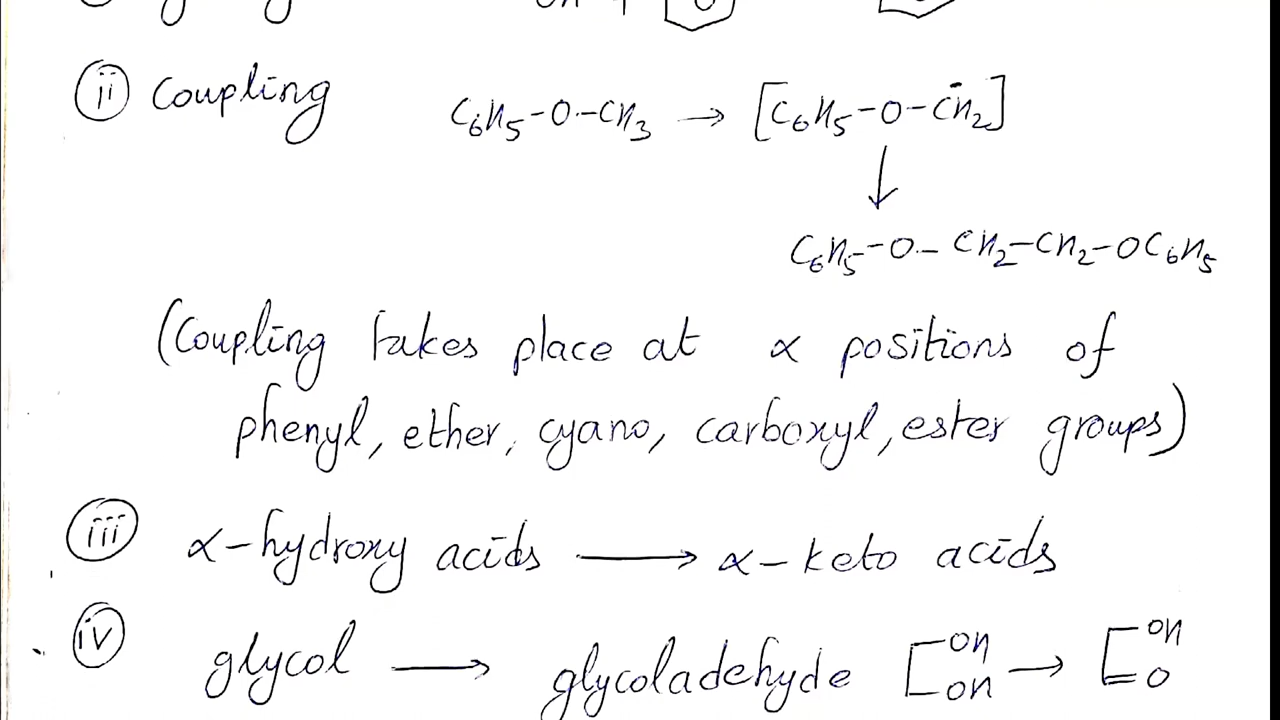 (ii) Coupling C6H5-O-CH3 → [C6H5-O-C̄H2]
↓
C6H5-O-CH2-CH2-OC6H5
(Coupling takes place at α positions of
phenyl, ether, cyano, carboxyl, ester groups)
(iii) α-hydroxy acids → α-keto acids
(iv) glycol → glycoladehyde [OH OH → [OH O